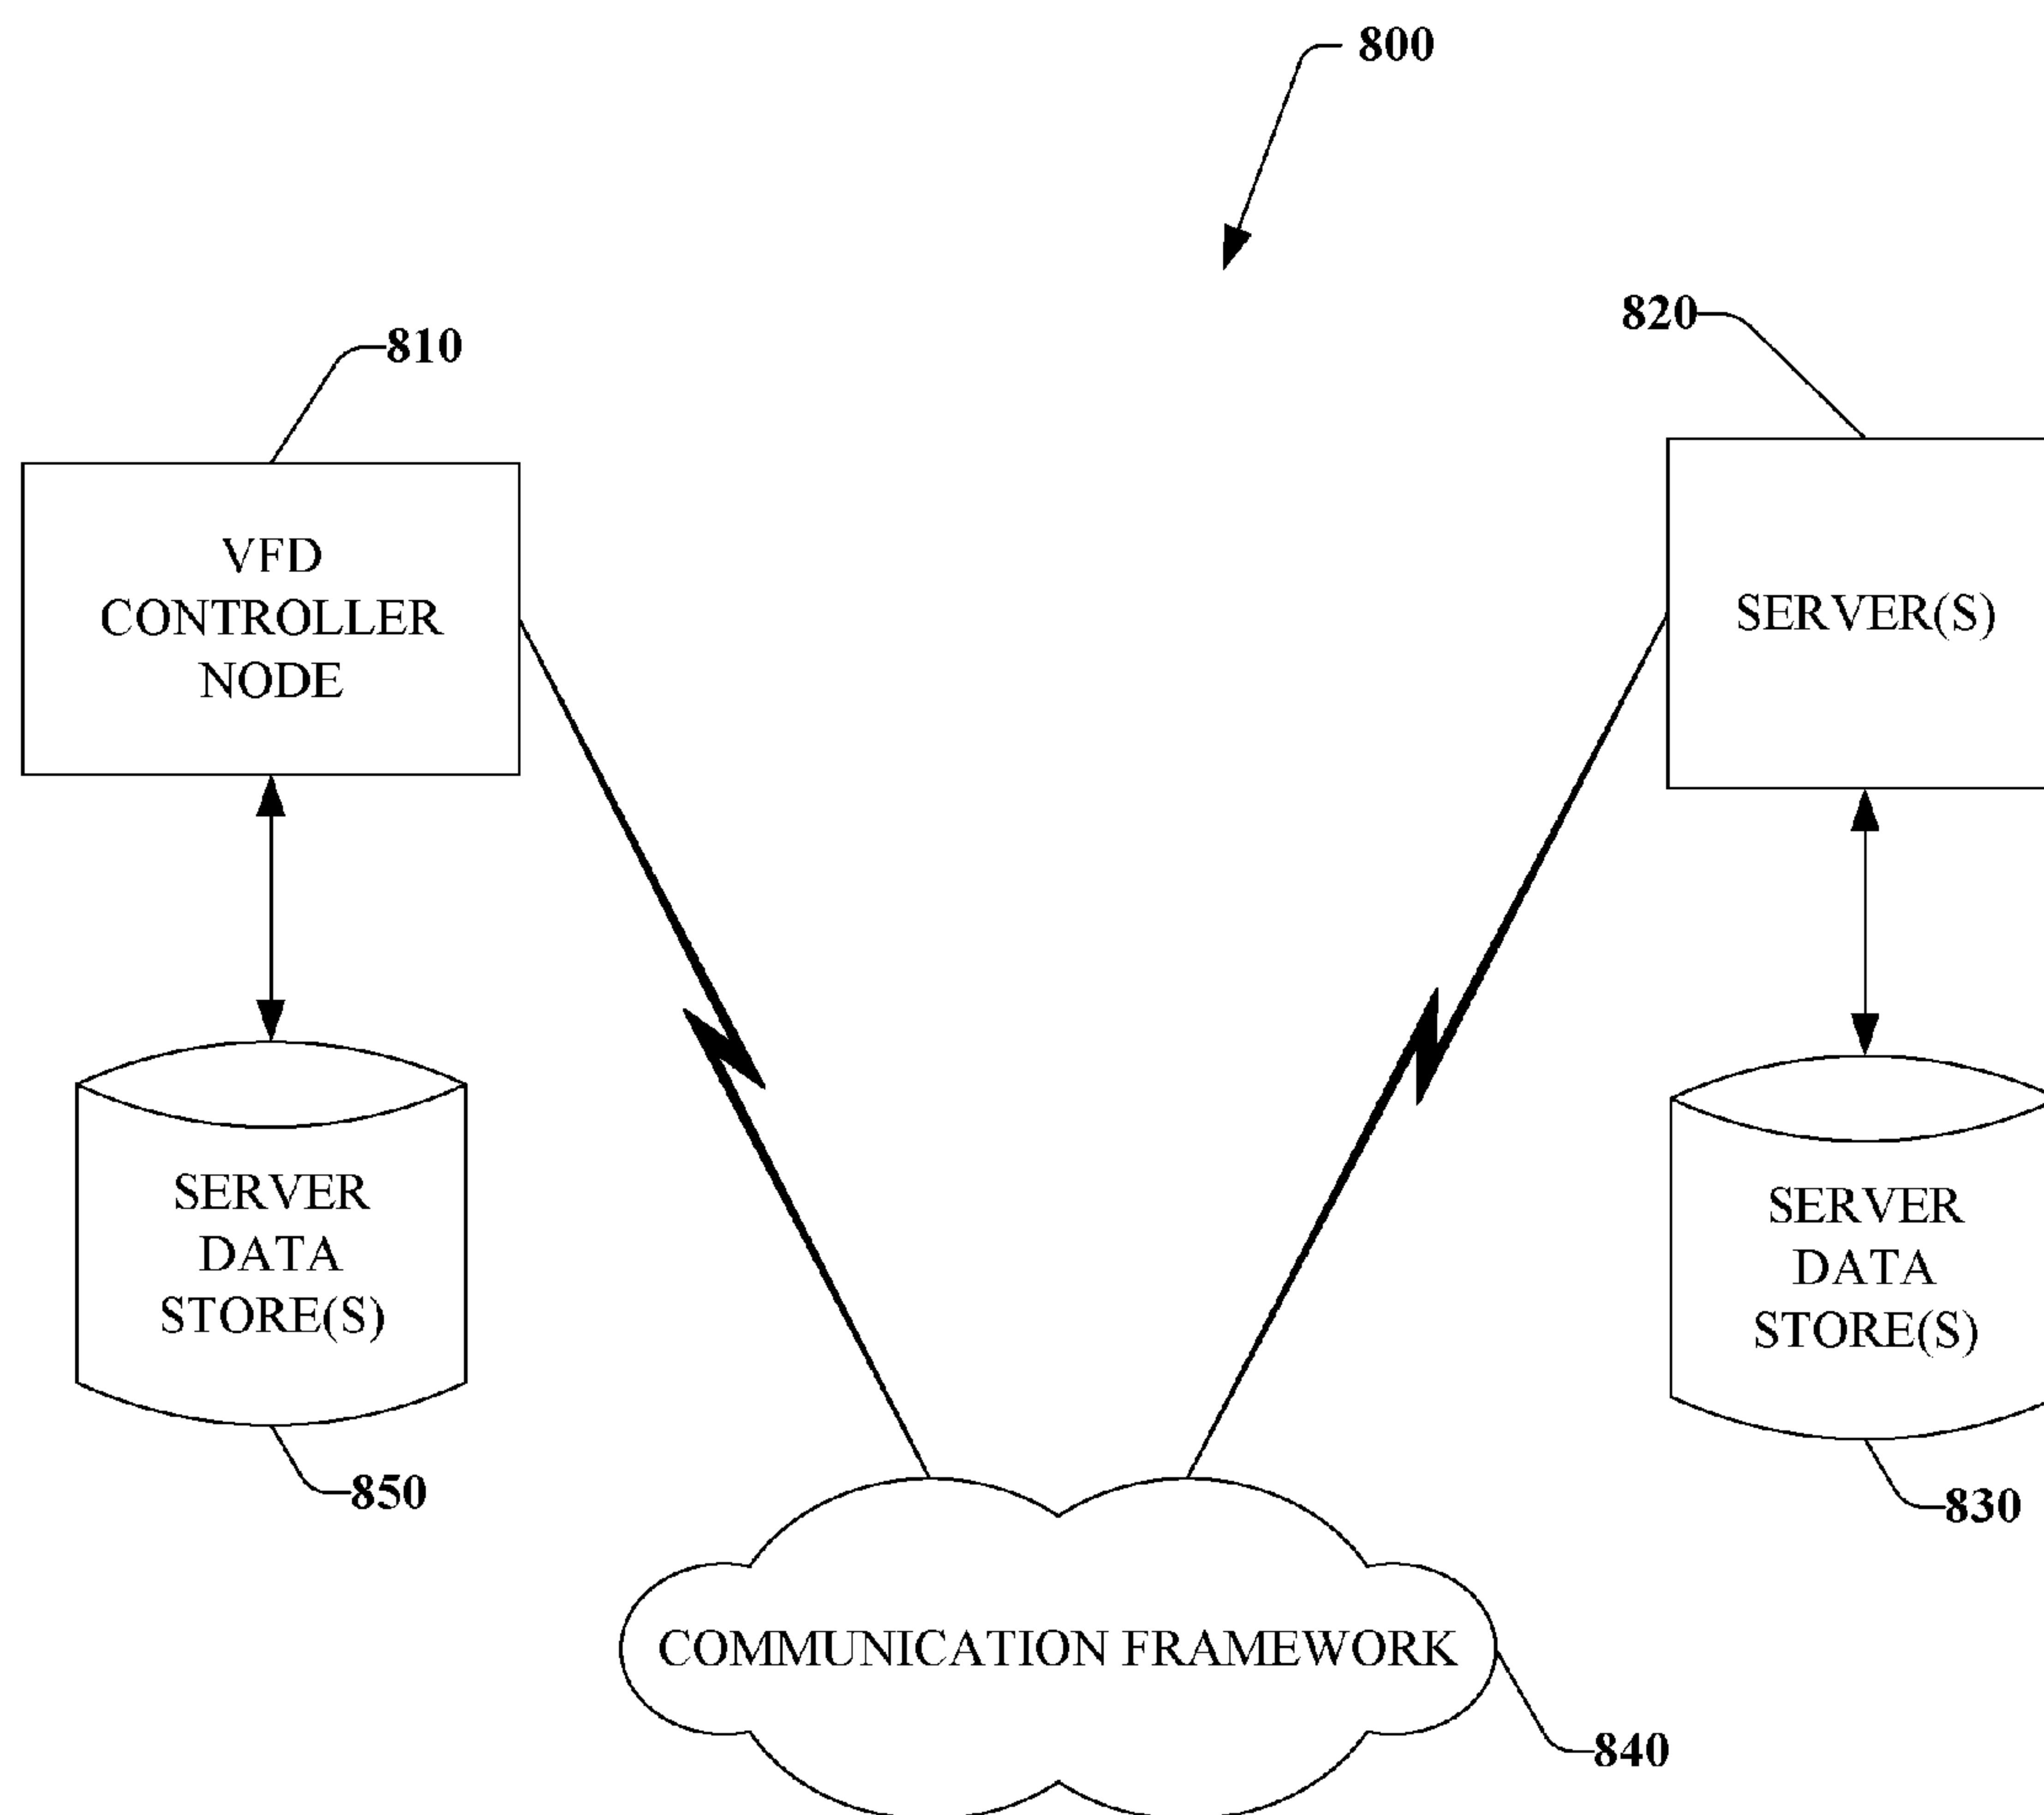 800
810
820
VFD
CONTROLLER
NODE
SERVER(S)
SERVER
DATA
STORE(S)
SERVER
DATA
STORE(S)
850
830
COMMUNICATION FRAMEWORK
840